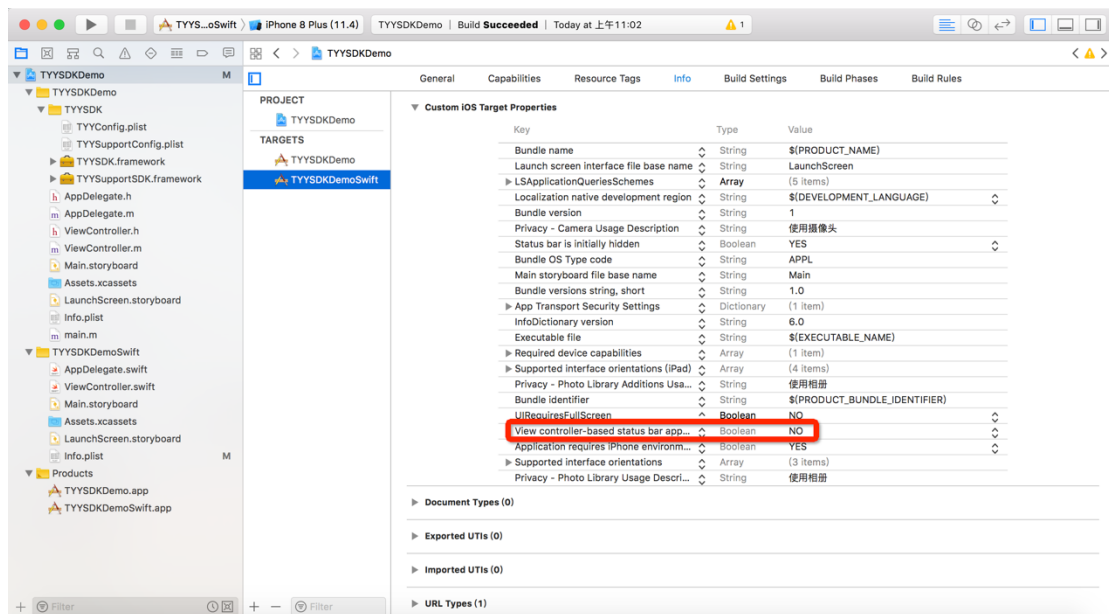 TYYS...oSwift
iPhone 8 Plus (11.4)
TYYSDKDemo | Build Succeeded | Today at 上午11:02
1
TYYSDKDemo
TYYSDKDemo M
TYYSDKDemo
TYYSDK
TYYConfig.plist
TYYSupportConfig.plist
TYYSDK.framework
TYYSupportSDK.framework
h AppDelegate.h
m AppDelegate.m
h ViewController.h
m ViewController.m
Main.storyboard
Assets.xcassets
LaunchScreen.storyboard
Info.plist
m main.m
TYYSDKDemoSwift
AppDelegate.swift
ViewController.swift
Main.storyboard
Assets.xcassets
LaunchScreen.storyboard
Info.plist M
Products
TYYSDKDemo.app
TYYSDKDemoSwift.app
Filter
PROJECT
TYYSDKDemo
TARGETS
TYYSDKDemo
TYYSDKDemoSwift
Filter
General Capabilities Resource Tags Info Build Settings Build Phases Build Rules
Custom iOS Target Properties
Key Type Value
Bundle name String $(PRODUCT_NAME)
Launch screen interface file base name String LaunchScreen
LSApplicationQueriesSchemes Array (5 items)
Localization native development region String $(DEVELOPMENT_LANGUAGE)
Bundle version String 1
Privacy - Camera Usage Description String 使用摄像头
Status bar is initially hidden Boolean YES
Bundle OS Type code String APPL
Main storyboard file base name String Main
Bundle versions string, short String 1.0
App Transport Security Settings Dictionary (1 item)
InfoDictionary version String 6.0
Executable file String $(EXECUTABLE_NAME)
Required device capabilities Array (1 item)
Supported interface orientations (iPad) Array (4 items)
Privacy - Photo Library Additions Usa... String 使用相册
Bundle identifier String $(PRODUCT_BUNDLE_IDENTIFIER)
UIRequiresFullScreen Boolean NO
View controller-based status bar app... Boolean NO
Application requires iPhone environm... Boolean YES
Supported interface orientations Array (3 items)
Privacy - Photo Library Usage Descri... String 使用相册
Document Types (0)
Exported UTIs (0)
Imported UTIs (0)
URL Types (1)